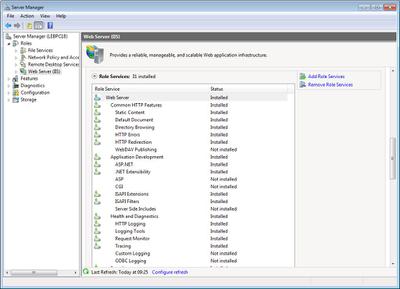 Server Manager
File Action View Help
Server Manager (LEBPCLB)
Roles
File Services
Network Policy and Acce
Remote Desktop Services
Web Server (IIS)
Features
Diagnostics
Configuration
Storage
Web Server (IIS)
Provides a reliable, manageable, and scalable Web application infrastructure.
Role Services: 31 installed
Add Role Services
Remove Role Services
Role Service Status
Web Server Installed
Common HTTP Features Installed
Static Content Installed
Default Document Installed
Directory Browsing Installed
HTTP Errors Installed
HTTP Redirection Installed
WebDAV Publishing Not installed
Application Development Installed
ASP.NET Installed
.NET Extensibility Installed
ASP Not installed
CGI Not installed
ISAPI Extensions Installed
ISAPI Filters Installed
Server Side Includes Not installed
Health and Diagnostics Installed
HTTP Logging Installed
Logging Tools Installed
Request Monitor Installed
Tracing Installed
Custom Logging Not installed
ODBC Logging Not installed
Last Refresh: Today at 09:25 Configure refresh